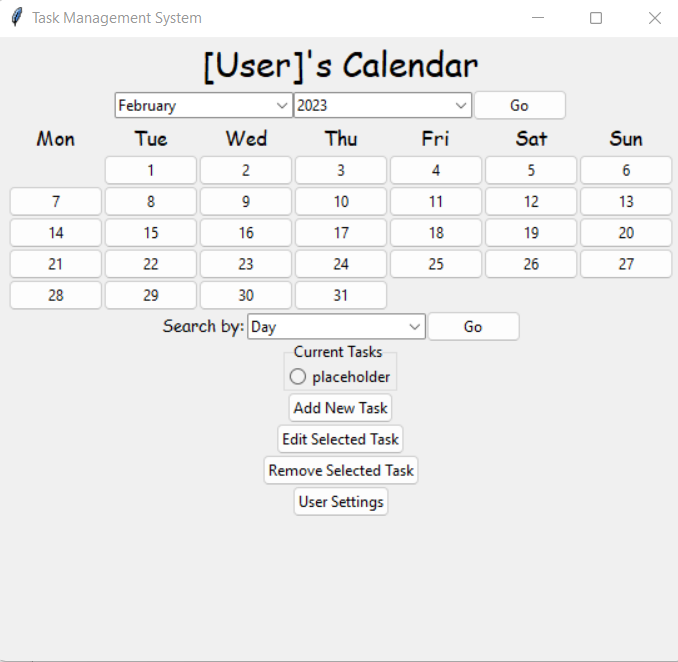 Task Management System
[User]'s Calendar
February 2023 Go
Mon Tue Wed Thu Fri Sat Sun
1 2 3 4 5 6
7 8 9 10 11 12 13
14 15 16 17 18 19 20
21 22 23 24 25 26 27
28 29 30 31
Search by: Day Go
Current Tasks
placeholder
Add New Task
Edit Selected Task
Remove Selected Task
User Settings